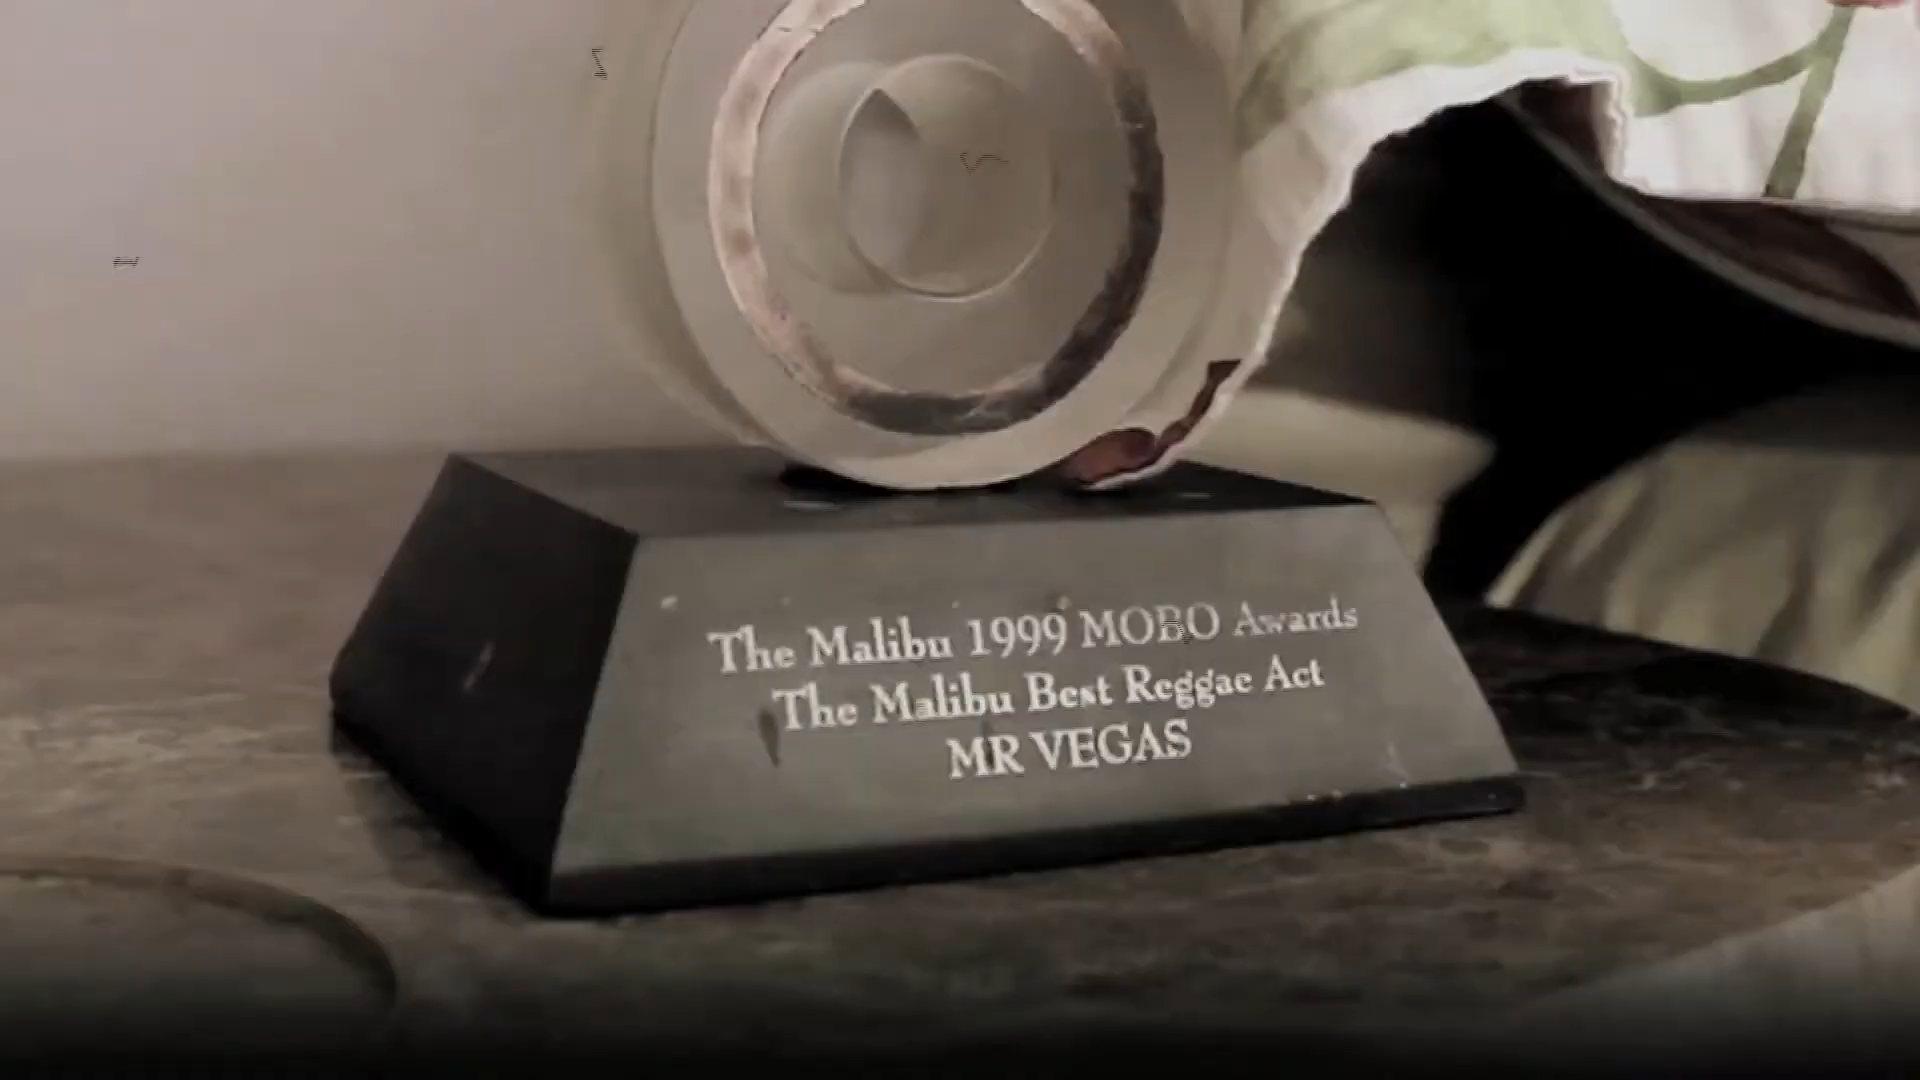 The Malibu 1999 MOBO Awards
The Malibu Best Reggae Act
MR VEGAS